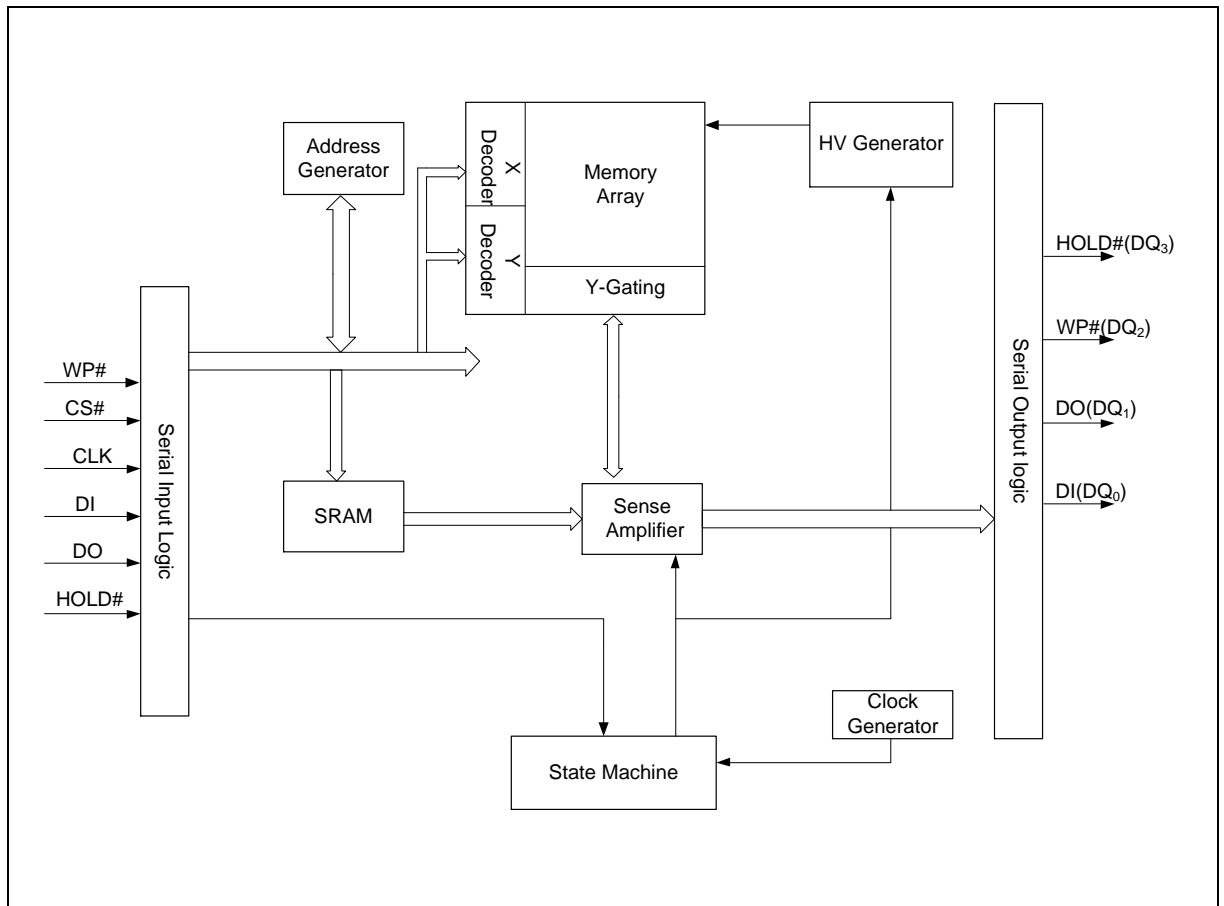 Address
Generator
X
Decoder
Y
Decoder
Memory
Array
Y-Gating
HV Generator
WP#
CS#
CLK
DI
DO
HOLD#
Serial Input Logic
SRAM
Sense
Amplifier
State Machine
Clock
Generator
Serial Output logic
HOLD#(DQ₃)
WP#(DQ₂)
DO(DQ₁)
DI(DQ₀)